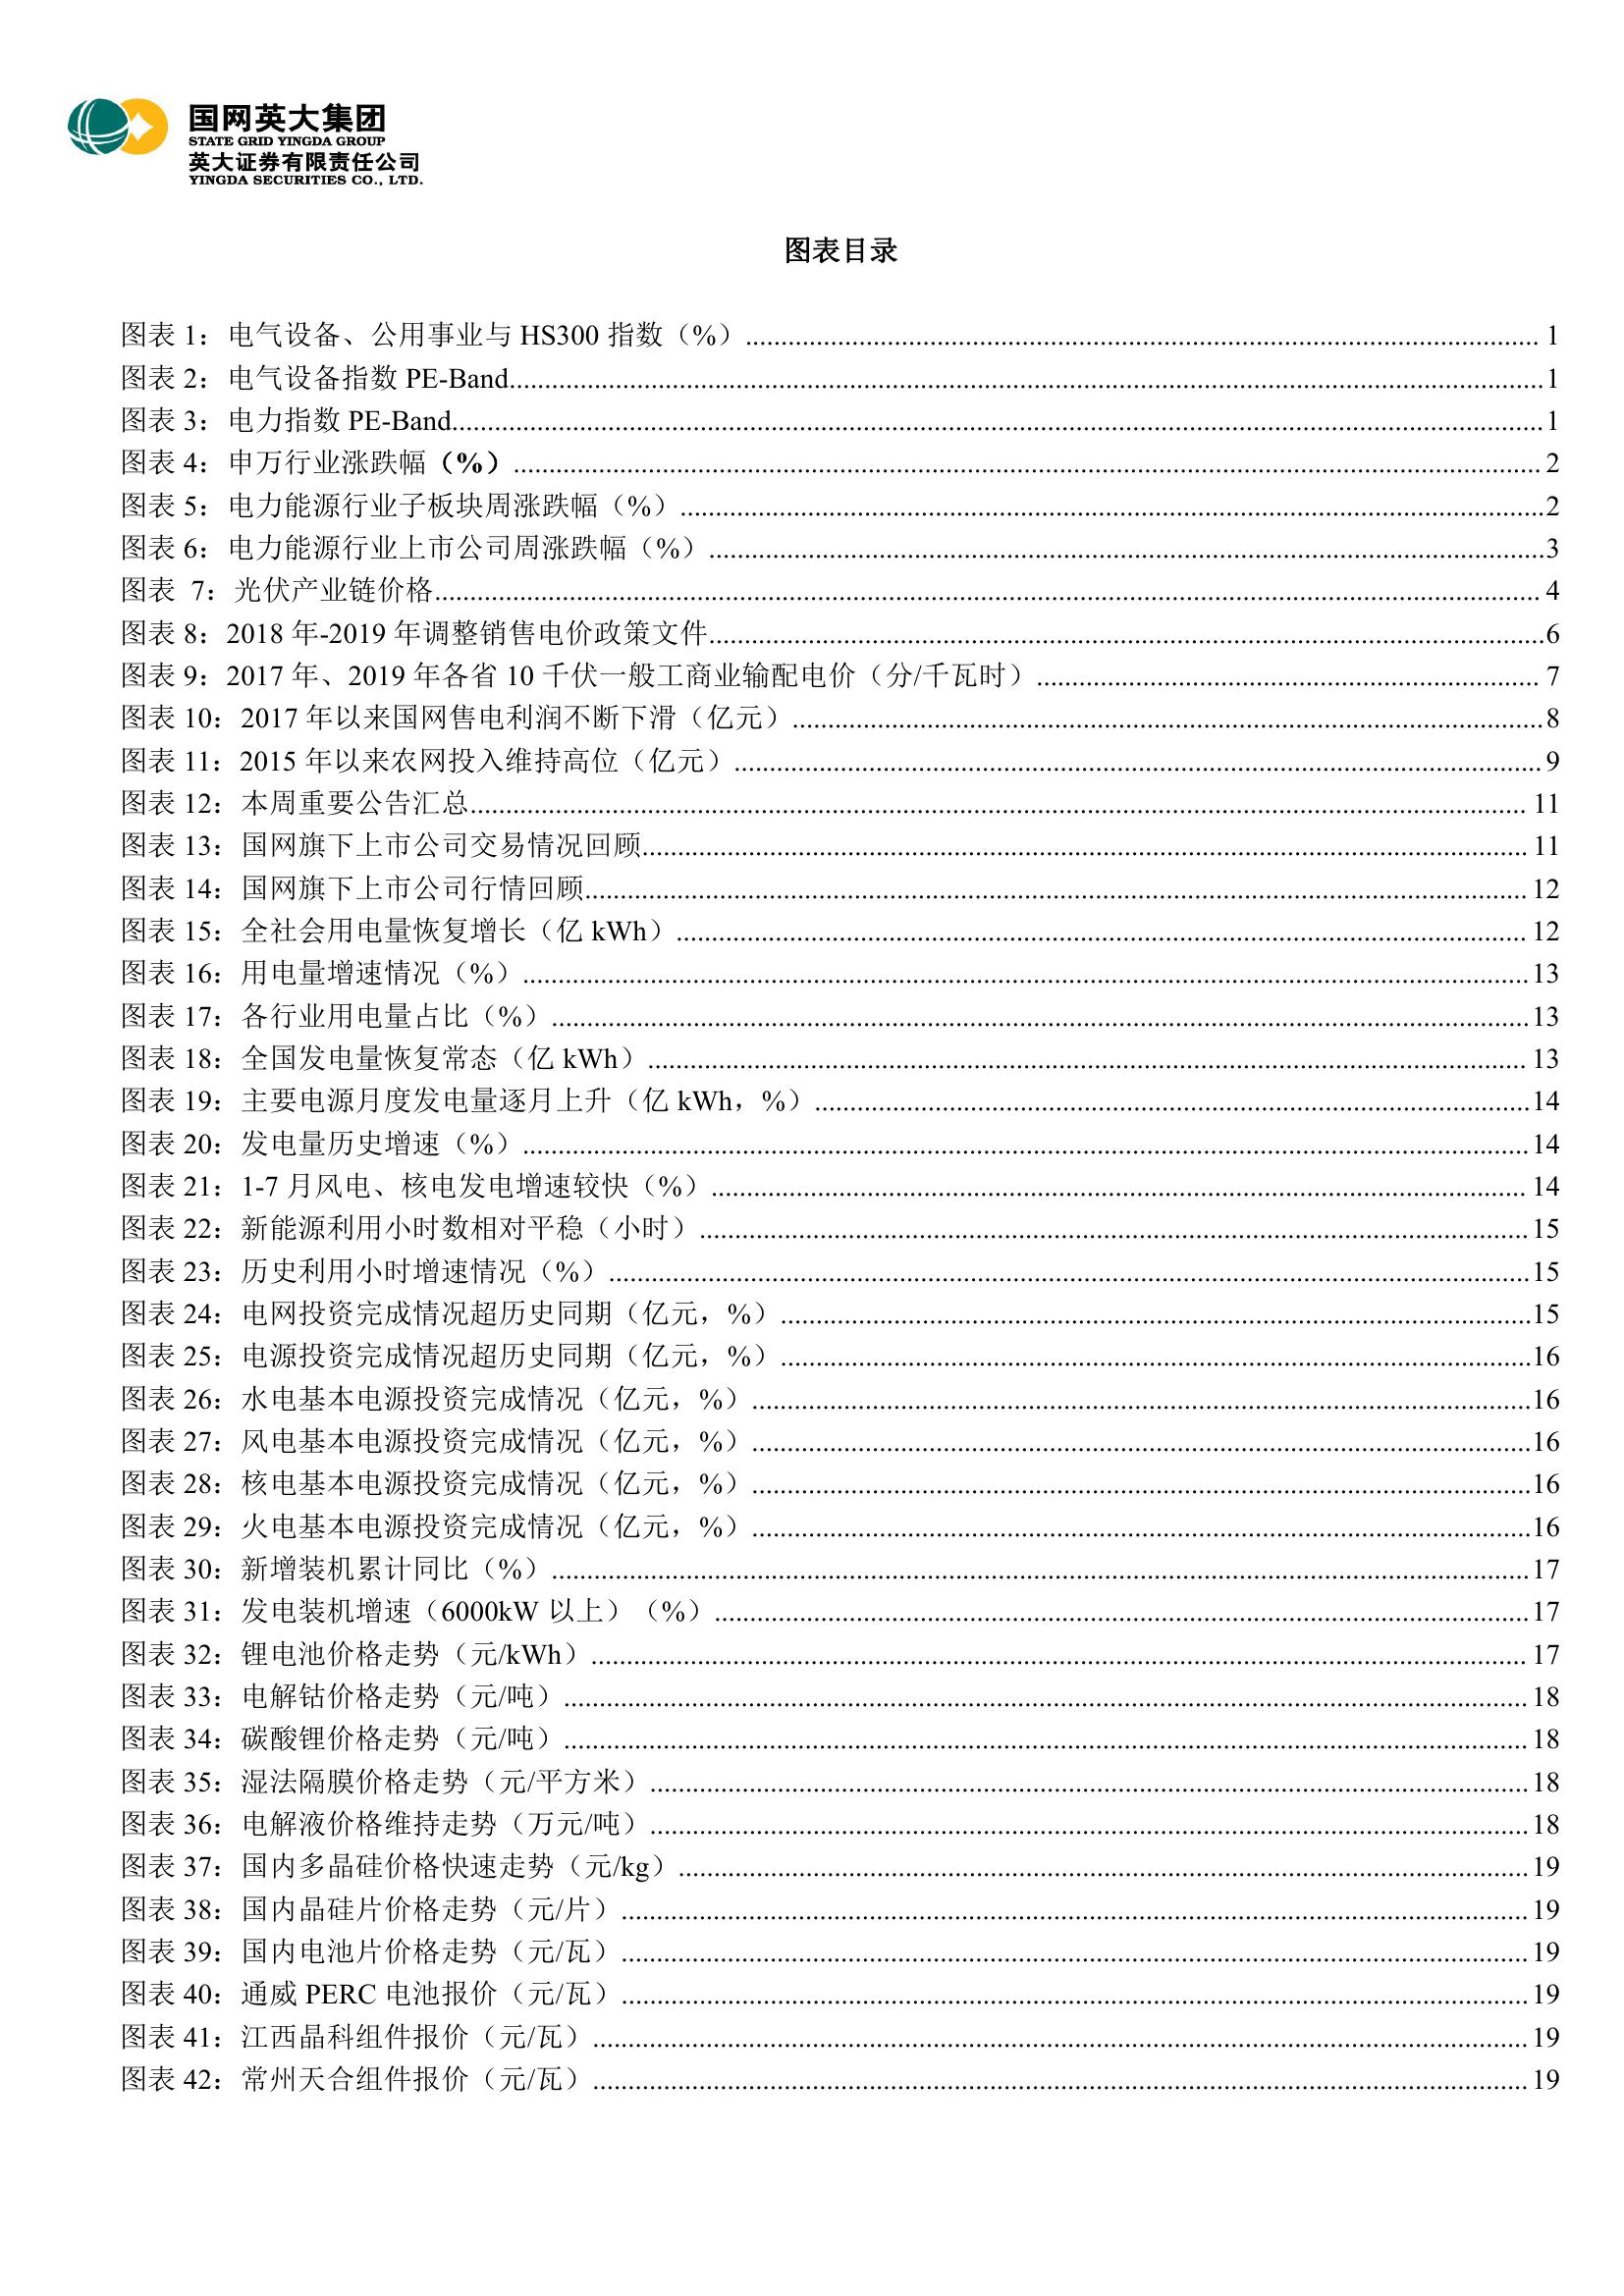 国网英大集团
STATE GRID YINGDA GROUP
英大证券有限责任公司
YINGDA SECURITIES CO., LTD.
图表目录
图表 1：电气设备、公用事业与 HS300 指数（%）........................................ 1
图表 2：电气设备指数 PE-Band........................................1
图表 3：电力指数 PE-Band........................................1
图表 4：申万行业涨跌幅（%）........................................ 2
图表 5：电力能源行业子板块周涨跌幅（%）........................................2
图表 6：电力能源行业上市公司周涨跌幅（%）........................................3
图表 7：光伏产业链价格........................................ 4
图表 8：2018 年-2019 年调整销售电价政策文件........................................6
图表 9：2017 年、2019 年各省 10 千伏一般工商业输配电价（分/千瓦时）........................................ 7
图表 10：2017 年以来国网售电利润不断下滑（亿元）........................................8
图表 11：2015 年以来农网投入维持高位（亿元）........................................ 9
图表 12：本周重要公告汇总........................................ 11
图表 13：国网旗下上市公司交易情况回顾........................................ 11
图表 14：国网旗下上市公司行情回顾........................................ 12
图表 15：全社会用电量恢复增长（亿 kWh）........................................ 12
图表 16：用电量增速情况（%）........................................13
图表 17：各行业用电量占比（%）........................................13
图表 18：全国发电量恢复常态（亿 kWh）........................................ 13
图表 19：主要电源月度发电量逐月上升（亿 kWh，%）........................................14
图表 20：发电量历史增速（%）........................................14
图表 21：1-7 月风电、核电发电增速较快（%）........................................ 14
图表 22：新能源利用小时数相对平稳（小时）........................................15
图表 23：历史利用小时增速情况（%）........................................15
图表 24：电网投资完成情况超历史同期（亿元，%）........................................15
图表 25：电源投资完成情况超历史同期（亿元，%）........................................16
图表 26：水电基本电源投资完成情况（亿元，%）........................................16
图表 27：风电基本电源投资完成情况（亿元，%）........................................16
图表 28：核电基本电源投资完成情况（亿元，%）........................................16
图表 29：火电基本电源投资完成情况（亿元，%）........................................16
图表 30：新增装机累计同比（%）........................................17
图表 31：发电装机增速（6000kW 以上）（%）........................................17
图表 32：锂电池价格走势（元/kWh）........................................ 17
图表 33：电解钴价格走势（元/吨）........................................ 18
图表 34：碳酸锂价格走势（元/吨）........................................ 18
图表 35：湿法隔膜价格走势（元/平方米）........................................ 18
图表 36：电解液价格维持走势（万元/吨）........................................ 18
图表 37：国内多晶硅价格快速走势（元/kg）........................................ 19
图表 38：国内晶硅片价格走势（元/片）........................................ 19
图表 39：国内电池片价格走势（元/瓦）........................................ 19
图表 40：通威 PERC 电池报价（元/瓦）........................................ 19
图表 41：江西晶科组件报价（元/瓦）........................................ 19
图表 42：常州天合组件报价（元/瓦）........................................ 19